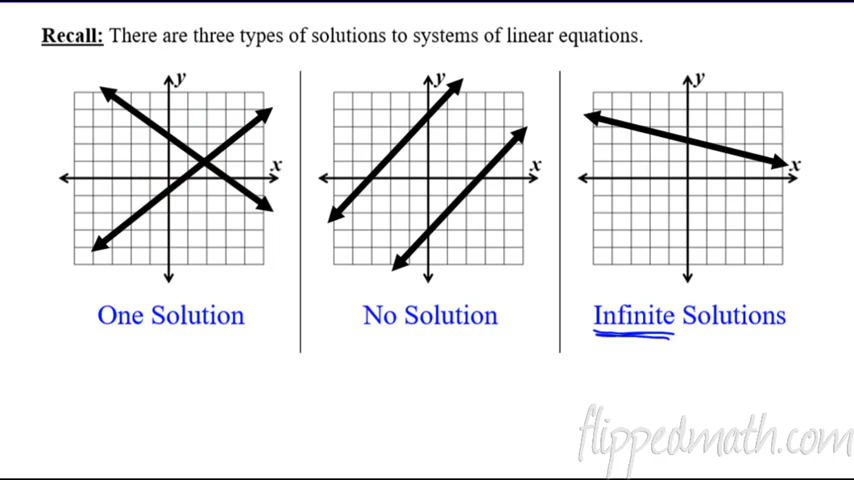 Recall: There are three types of solutions to systems of linear equations.
y
x
One Solution
y
x
No Solution
y
x
Infinite Solutions
flippedmath.com